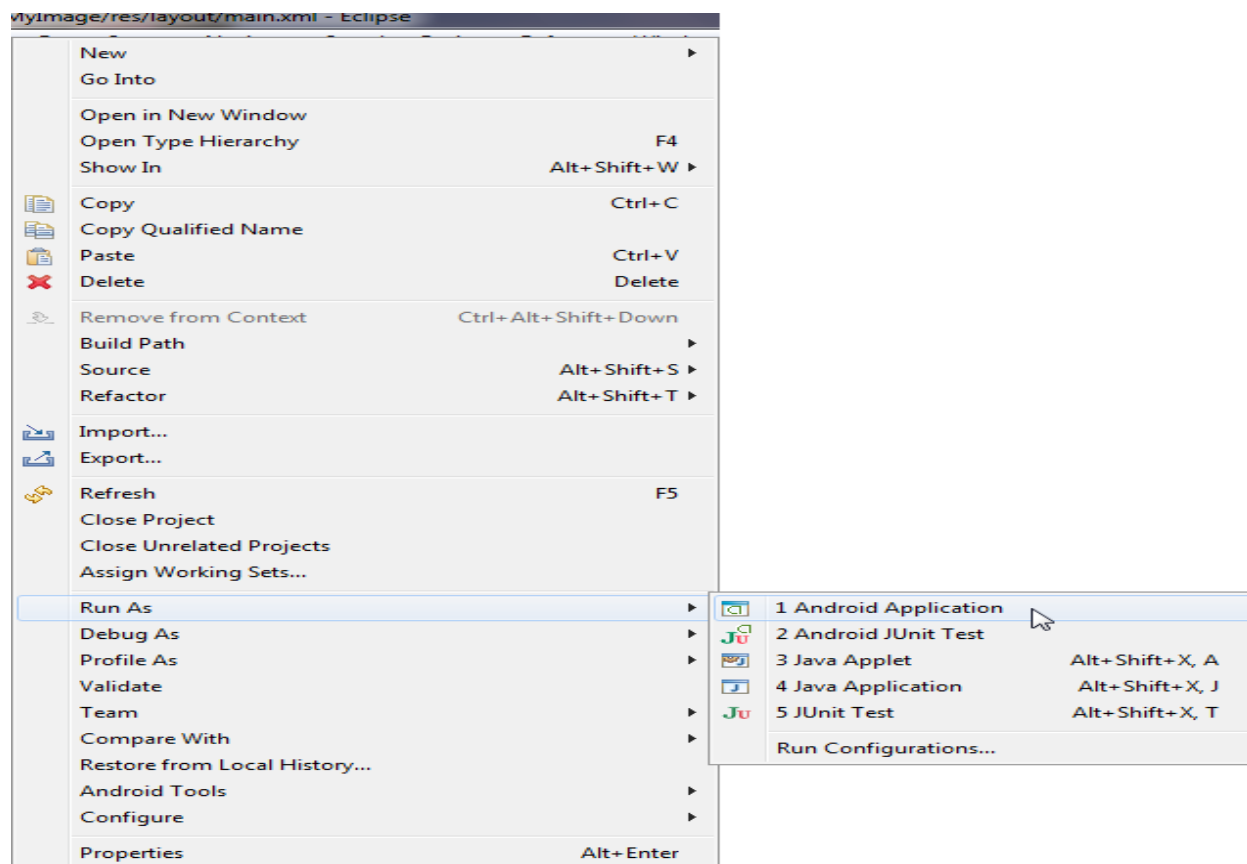 MyImage/res/layout/main.xml - Eclipse
New
Go Into
Open in New Window
Open Type Hierarchy F4
Show In Alt+Shift+W
Copy Ctrl+C
Copy Qualified Name
Paste Ctrl+V
Delete Delete
Remove from Context Ctrl+Alt+Shift+Down
Build Path
Source Alt+Shift+S
Refactor Alt+Shift+T
Import...
Export...
Refresh F5
Close Project
Close Unrelated Projects
Assign Working Sets...
Run As
Debug As
Profile As
Validate
Team
Compare With
Restore from Local History...
Android Tools
Configure
Properties Alt+Enter
1 Android Application
2 Android JUnit Test
3 Java Applet Alt+Shift+X, A
4 Java Application Alt+Shift+X, J
5 JUnit Test Alt+Shift+X, T
Run Configurations...